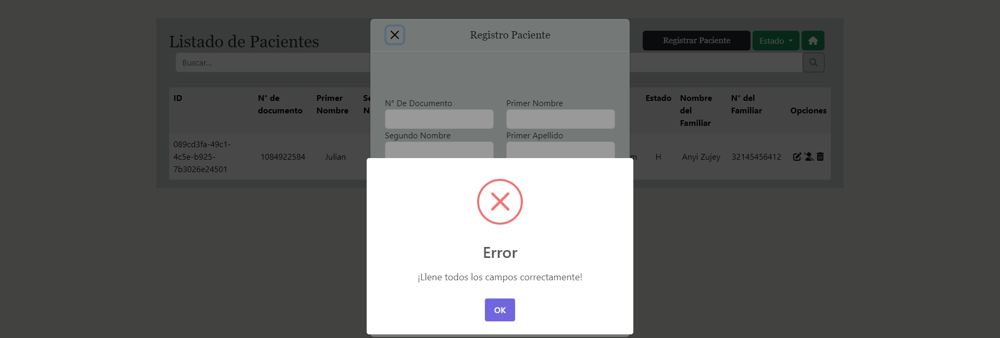 Listado de Pacientes
Registro Paciente
Registrar Paciente
Estado
Buscar...
N° De Documento
Primer Nombre
Segundo Nombre
Primer Apellido
ID
N° de documento
Primer Nombre
Se
N
Estado
Nombre del Familiar
N° del Familiar
Opciones
089cd3fa-49c1-
4c5e-b925-
7b3026e24501
1084922584
Julian
m
H
Anyi Zujey
32145456412
Error
¡Llene todos los campos correctamente!
OK